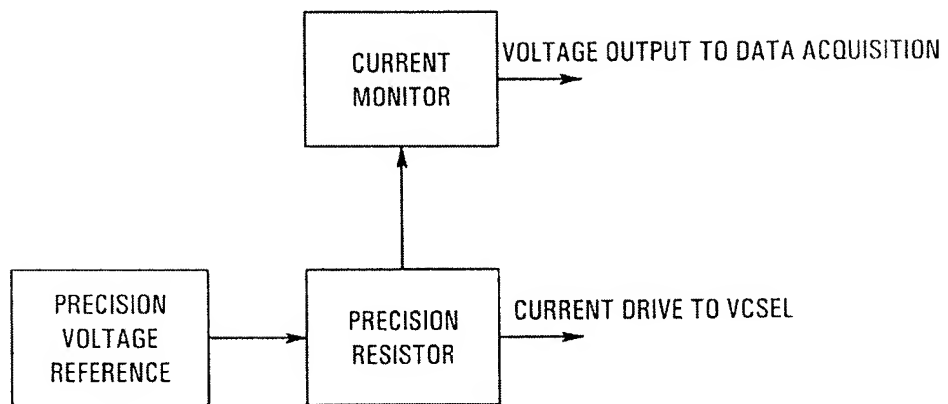 CURRENT
MONITOR
VOLTAGE OUTPUT TO DATA ACQUISITION
PRECISION
VOLTAGE
REFERENCE
PRECISION
RESISTOR
CURRENT DRIVE TO VCSEL